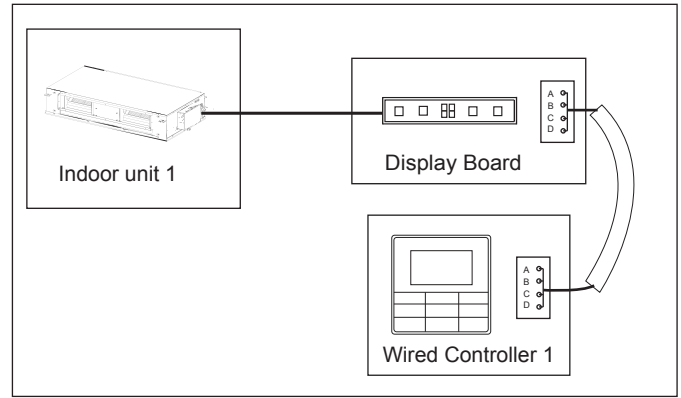 Indoor unit 1
A
B
C
D
Display Board
A
B
C
D
Wired Controller 1